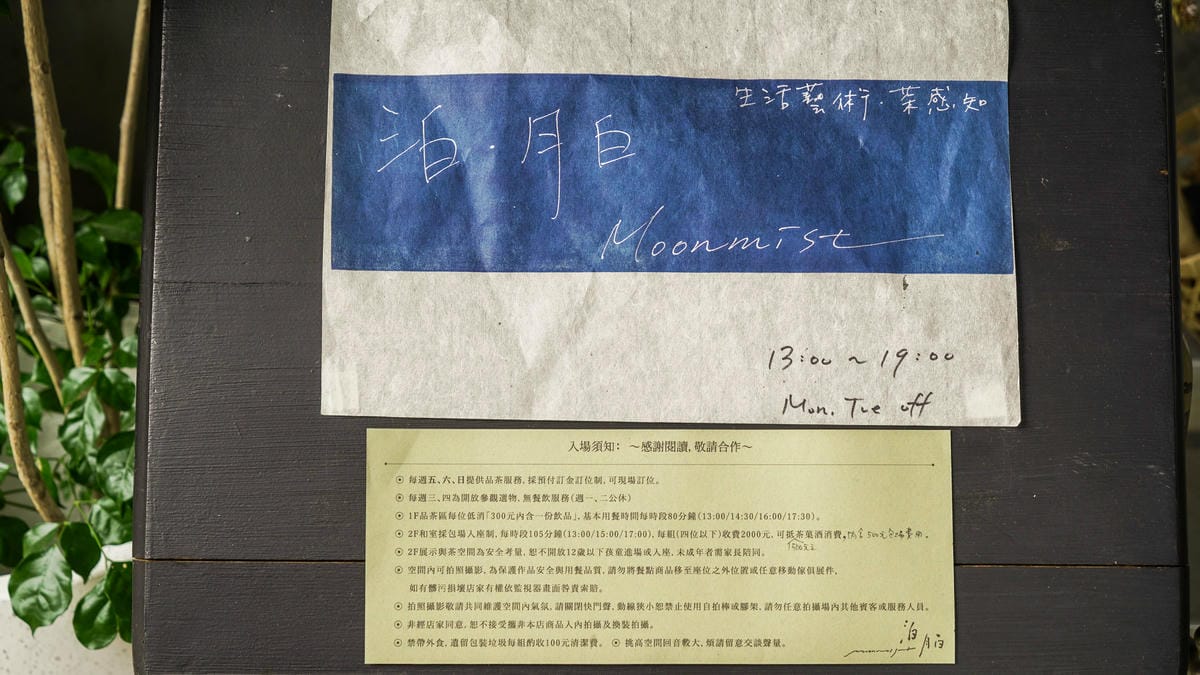 生活藝術·茶感知
泊·月白
Moonmist
13:00 ~ 19:00
Mon. Tue off
入場須知： ～感謝閱讀，敬請合作～
⊙ 每週五、六、日提供品茶服務，採預付訂金訂位制，可現場訂位。
⊙ 每週三、四為開放參觀選物，無餐飲服務（週一、二公休）
⊙ 1F品茶區每位低消「300元內含一份飲品」，基本用餐時間每時段80分鐘（13:00/14:30/16:00/17:30）。
⊙ 2F和室採包場入座制，每時段105分鐘（13:00/15:00/17:00），每組（四位以下）收費2000元，可抵茶葉酒消費。
1500元
⊙ 2F展示與茶空間為安全考量，恕不開放12歲以下孩童進場或入座，未成年者需家長陪同。
⊙ 空間內可拍照攝影，為保護作品安全與用餐品質，請勿將餐點商品移至座位之外位置或任意移動傢俱展件，
如有髒污損壞店家有權依監視器畫面咎責索賠。
⊙ 拍照攝影敬請共同維護空間內氣氛，請關閉快門聲，動線狹小恕禁止使用自拍棒或腳架，請勿任意拍攝場內其他賓客或服務人員。
⊙ 非經店家同意，恕不接受攜非本店商品入內拍攝及換裝拍攝。
⊙ 禁帶外食，遺留包裝垃圾每組酌收100元清潔費。 ⊙ 挑高空間回音較大，煩請留意交談聲量。
泊月白
moonmist